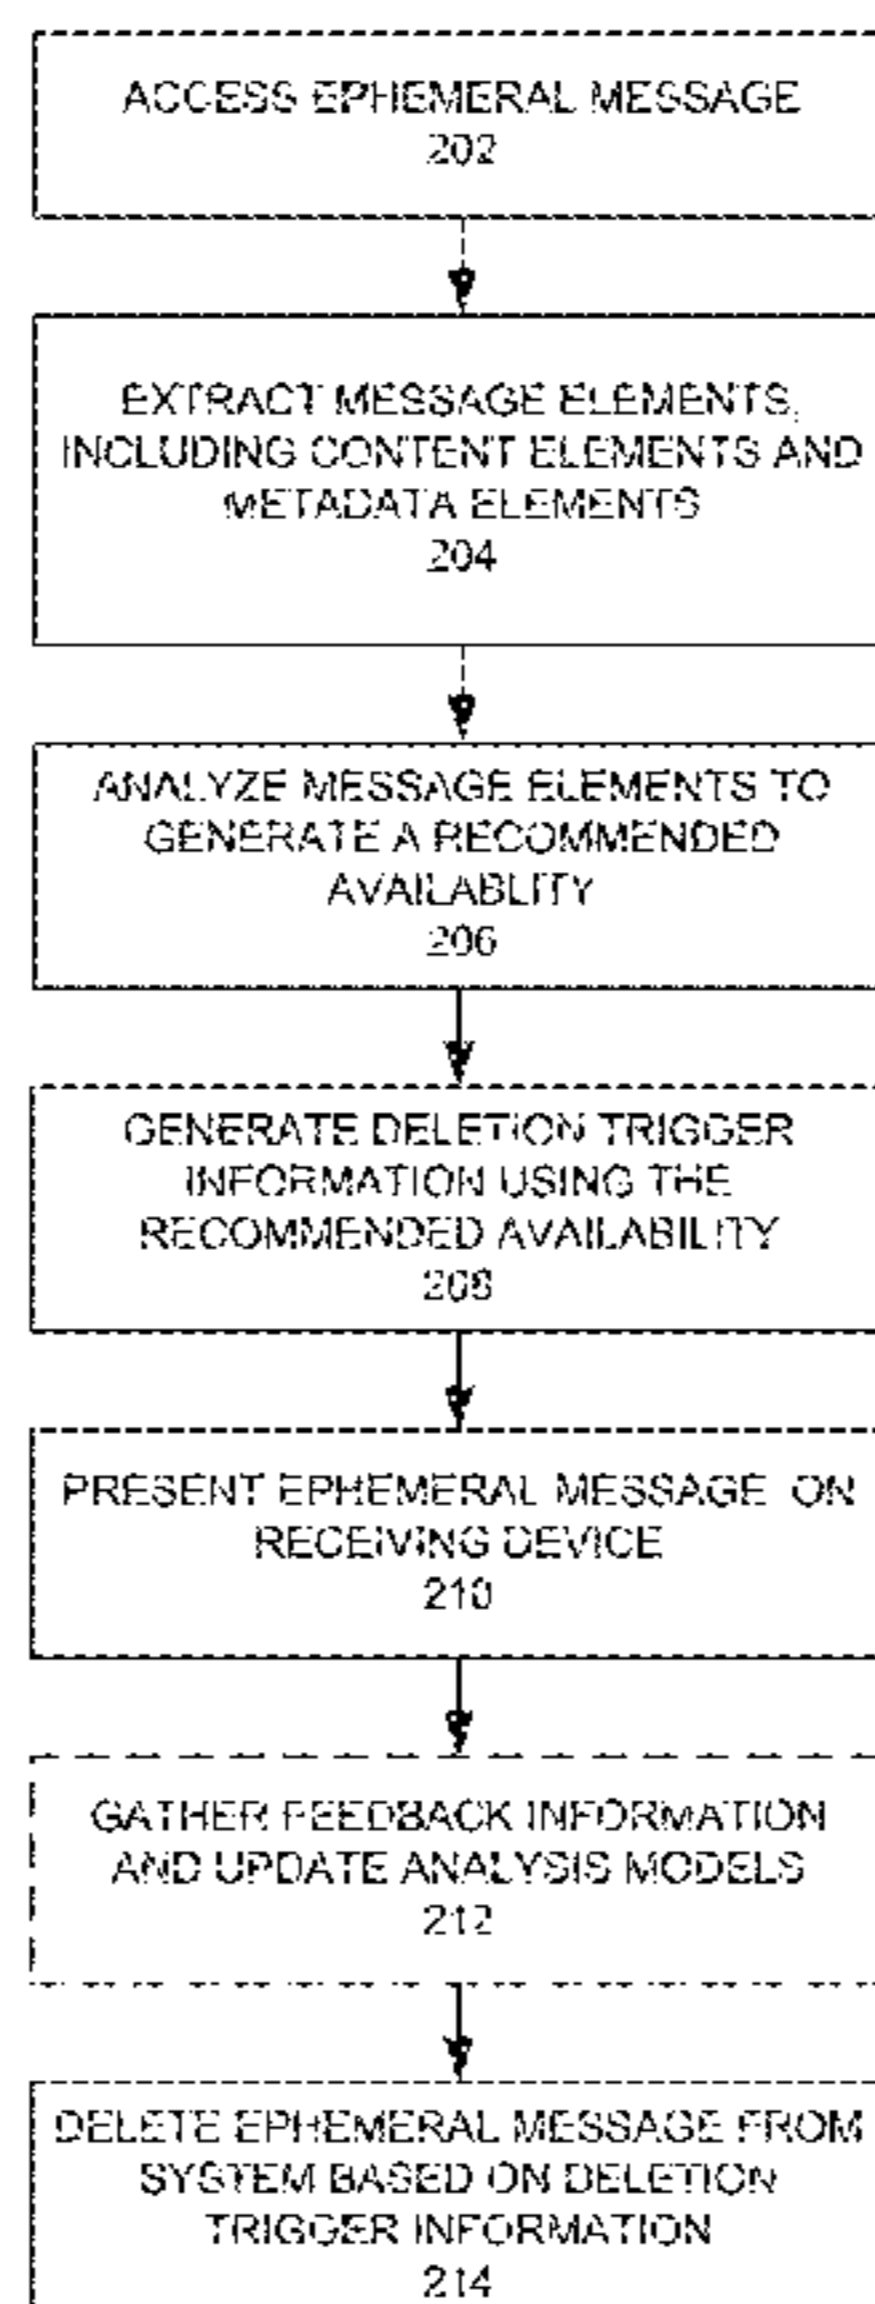 ACCESS EPHEMERAL MESSAGE
202
EXTRACT MESSAGE ELEMENTS,
INCLUDING CONTENT ELEMENTS AND
METADATA ELEMENTS
204
ANALYZE MESSAGE ELEMENTS TO
GENERATE A RECOMMENDED
AVAILABLITY
206
GENERATE DELETION TRIGGER
INFORMATION USING THE
RECOMMENDED AVAILABILITY
208
PRESENT EPHEMERAL MESSAGE ON
RECEIVING DEVICE
210
GATHER FEEDBACK INFORMATION
AND UPDATE ANALYSIS MODELS
212
DELETE EPHEMERAL MESSAGE FROM
SYSTEM BASED ON DELETION
TRIGGER INFORMATION
214